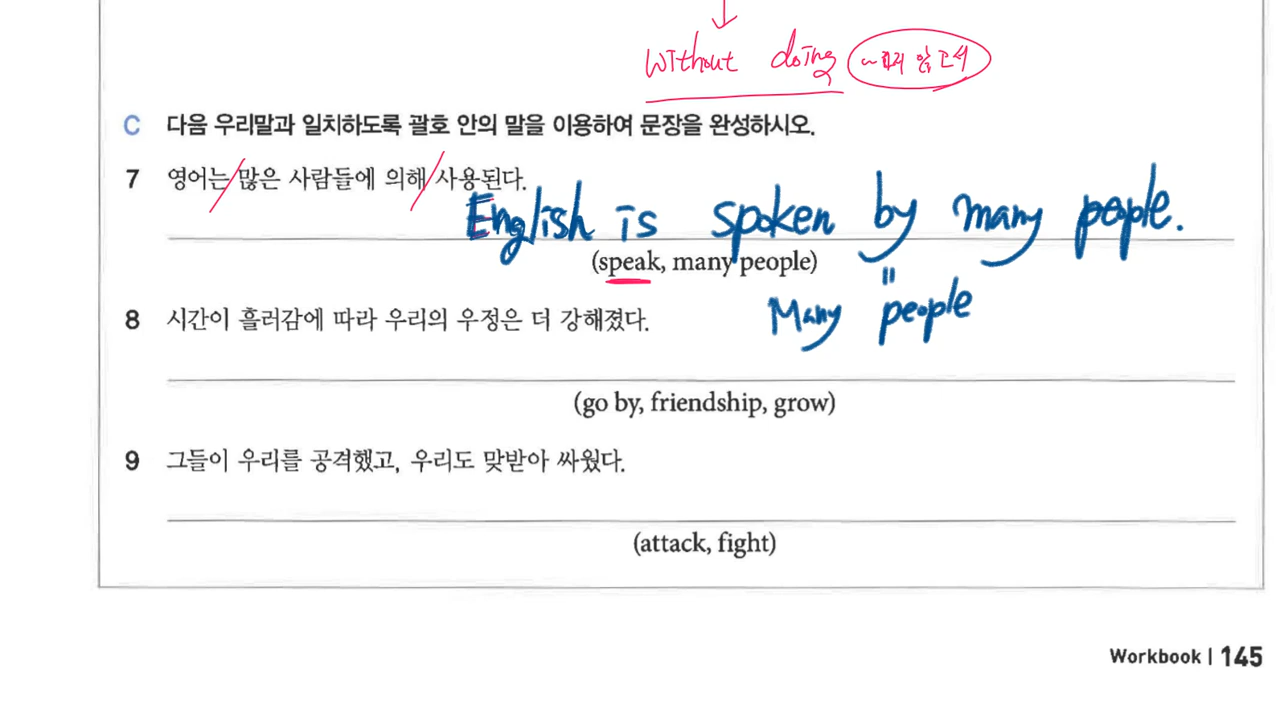 without doing ~하지 않고서
C 다음 우리말과 일치하도록 괄호 안의 말을 이용하여 문장을 완성하시오.
7 영어는/많은 사람들에 의해/사용된다.
English is spoken by many people.
(speak, many people)
"
Many people
8 시간이 흘러감에 따라 우리의 우정은 더 강해졌다.
(go by, friendship, grow)
9 그들이 우리를 공격했고, 우리도 맞받아 싸웠다.
(attack, fight)
Workbook | 145